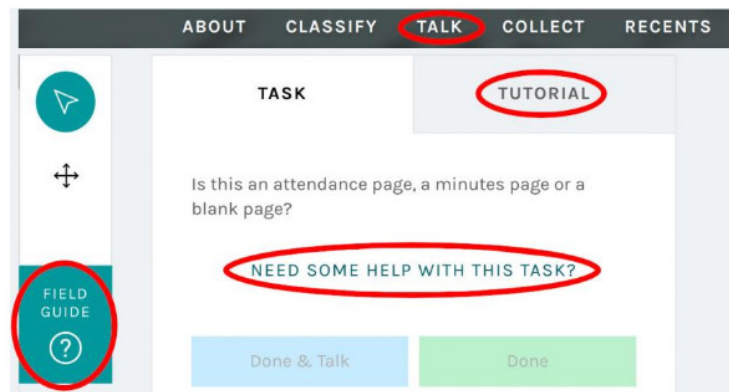 ABOUT CLASSIFY TALK COLLECT RECENTS
TASK TUTORIAL
Is this an attendance page, a minutes page or a
blank page?
NEED SOME HELP WITH THIS TASK?
FIELD
GUIDE
?
Done & Talk Done